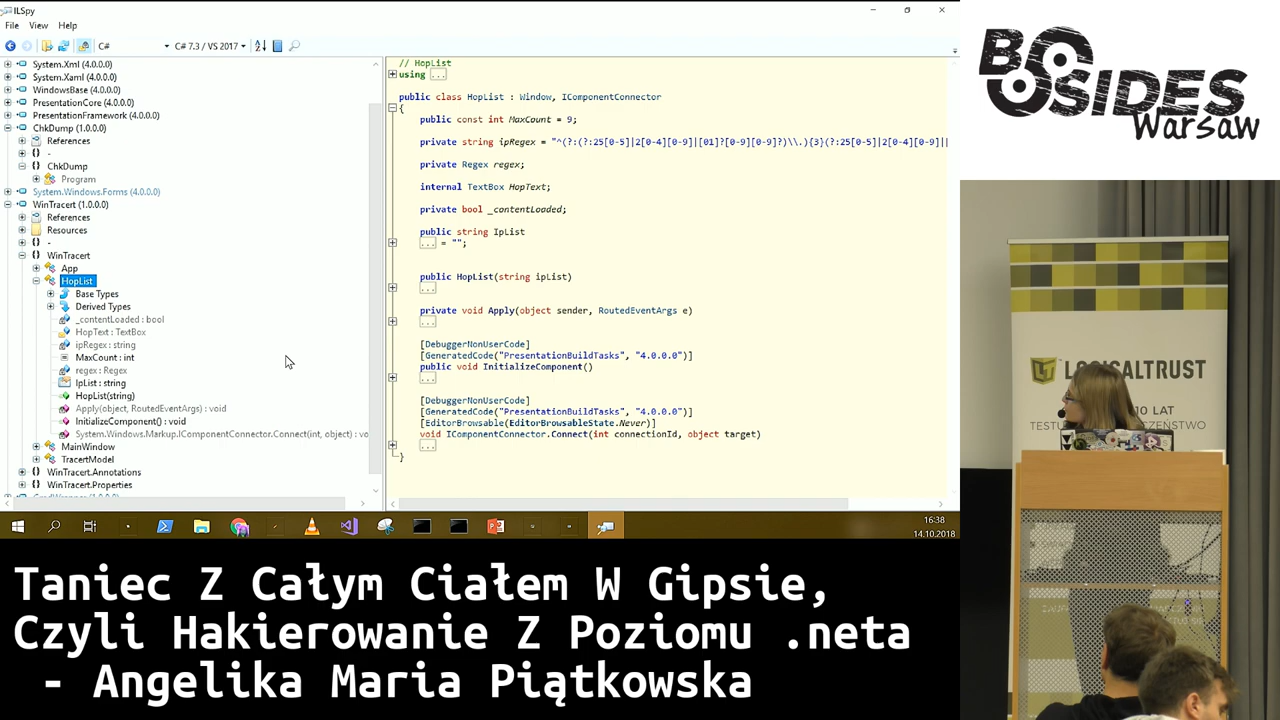 ILSpy
File View Help
C#
C# 7.3 / VS 2017
System.Xml (4.0.0.0)
System.Xaml (4.0.0.0)
WindowsBase (4.0.0.0)
PresentationCore (4.0.0.0)
PresentationFramework (4.0.0.0)
ChkDump (1.0.0.0)
References
-
ChkDump
Program
System.Windows.Forms (4.0.0.0)
WinTracert (1.0.0.0)
References
Resources
-
WinTracert
App
HopList
Base Types
Derived Types
_contentLoaded : bool
HopText : TextBox
ipRegex : string
MaxCount : int
regex : Regex
IpList : string
HopList(string)
Apply(object, RoutedEventArgs) : void
InitializeComponent() : void
System.Windows.Markup.IComponentConnector.Connect(int, object) : vo
MainWindow
TracertModel
WinTracert.Annotations
WinTracert.Properties
// HopList
using ...
public class HopList : Window, IComponentConnector
{
public const int MaxCount = 9;
private string ipRegex = "^(?:(?:25[0-5]|2[0-4][0-9]|[01]?[0-9][0-9]?)\\.){3}(?:25[0-5]|2[0-4][0-9]||
private Regex regex;
internal TextBox HopText;
private bool _contentLoaded;
public string IpList
... = "";
public HopList(string ipList)
...
private void Apply(object sender, RoutedEventArgs e)
...
[DebuggerNonUserCode]
[GeneratedCode("PresentationBuildTasks", "4.0.0.0")]
public void InitializeComponent()
...
[DebuggerNonUserCode]
[GeneratedCode("PresentationBuildTasks", "4.0.0.0")]
[EditorBrowsable(EditorBrowsableState.Never)]
void IComponentConnector.Connect(int connectionId, object target)
...
}
16:38
14.10.2018
BSIDES
Warsaw
LOGICALTRUST
10 LAT
Taniec Z Całym Ciałem W Gipsie,
Czyli Hakierowanie Z Poziomu .neta
- Angelika Maria Piątkowska